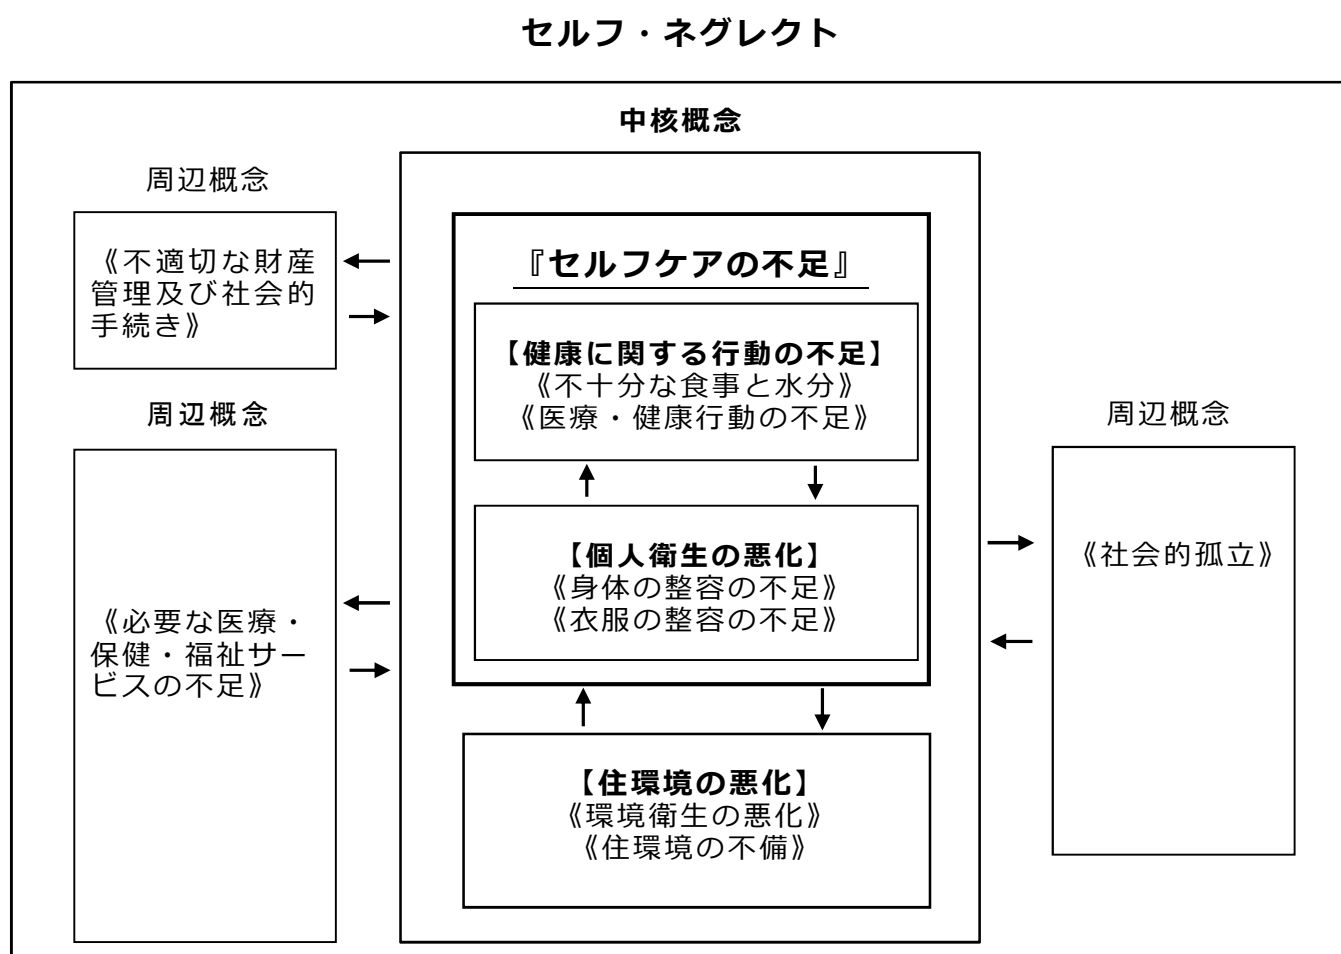 セルフ・ネグレクト
中核概念
周辺概念
《不適切な財産
管理及び社会的
手続き》
周辺概念
《必要な医療・
保健・福祉サー
ビスの不足》
『セルフケアの不足』
【健康に関する行動の不足】
《不十分な食事と水分》
《医療・健康行動の不足》
【個人衛生の悪化】
《身体の整容の不足》
《衣服の整容の不足》
【住環境の悪化】
《環境衛生の悪化》
《住環境の不備》
周辺概念
《社会的孤立》